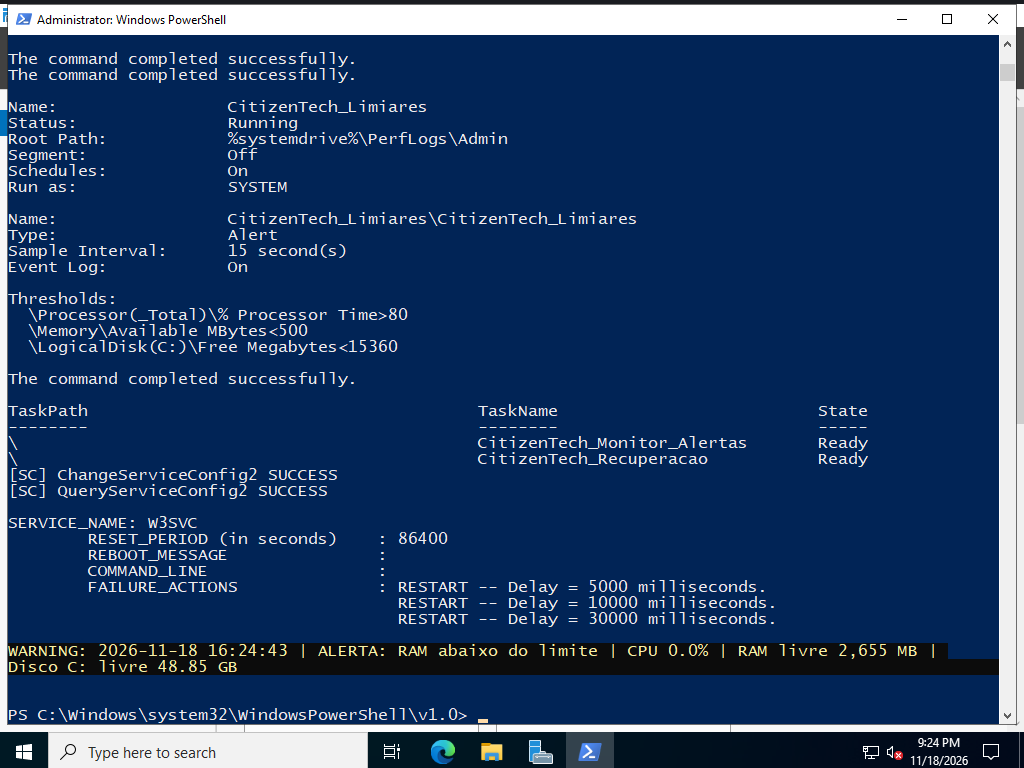 Administrator: Windows PowerShell
The command completed successfully.
The command completed successfully.
Name: CitizenTech_Limiares
Status: Running
Root Path: %systemdrive%\PerfLogs\Admin
Segment: Off
Schedules: On
Run as: SYSTEM
Name: CitizenTech_Limiares\CitizenTech_Limiares
Type: Alert
Sample Interval: 15 second(s)
Event Log: On
Thresholds:
\Processor(_Total)\% Processor Time>80
\Memory\Available MBytes<500
\LogicalDisk(C:)\Free Megabytes<15360
The command completed successfully.
TaskPath TaskName State
-------- -------- -----
\ CitizenTech_Monitor_Alertas Ready
\ CitizenTech_Recuperacao Ready
[SC] ChangeServiceConfig2 SUCCESS
[SC] QueryServiceConfig2 SUCCESS
SERVICE_NAME: W3SVC
RESET_PERIOD (in seconds) : 86400
REBOOT_MESSAGE :
COMMAND_LINE :
FAILURE_ACTIONS : RESTART -- Delay = 5000 milliseconds.
RESTART -- Delay = 10000 milliseconds.
RESTART -- Delay = 30000 milliseconds.
WARNING: 2026-11-18 16:24:43 | ALERTA: RAM abaixo do limite | CPU 0.0% | RAM livre 2,655 MB |
Disco C: livre 48.85 GB
PS C:\Windows\system32\WindowsPowerShell\v1.0>
Type here to search
9:24 PM
11/18/2026